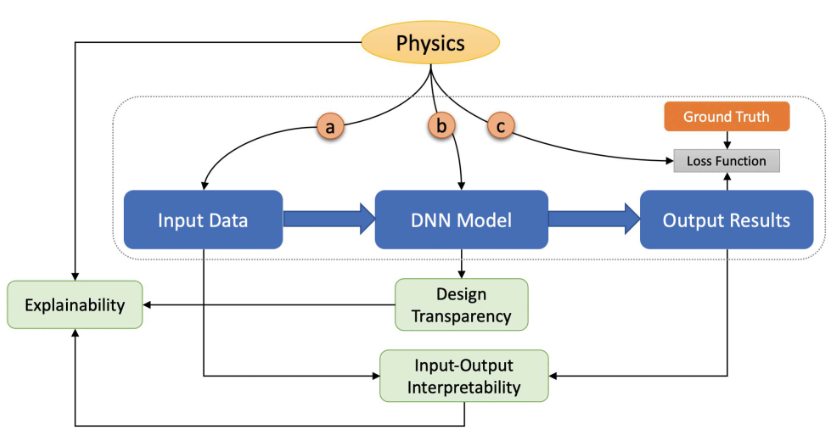 Physics
a
b
c
Ground Truth
Loss Function
Input Data
DNN Model
Output Results
Explainability
Design
Transparency
Input-Output
Interpretability